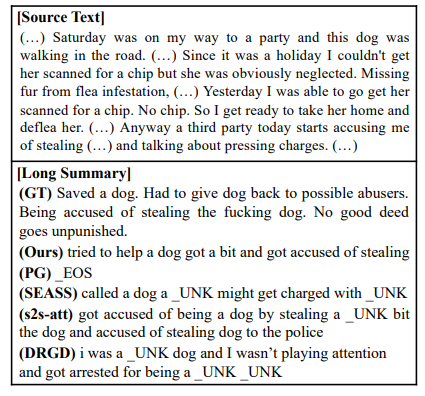 [Source Text]
(…) Saturday was on my way to a party and this dog was
walking in the road. (…) Since it was a holiday I couldn't get
her scanned for a chip but she was obviously neglected. Missing
fur from flea infestation, (…) Yesterday I was able to go get her
scanned for a chip. No chip. So I get ready to take her home and
deflea her. (…) Anyway a third party today starts accusing me
of stealing (…) and talking about pressing charges. (…)
[Long Summary]
(GT) Saved a dog. Had to give dog back to possible abusers.
Being accused of stealing the fucking dog. No good deed
goes unpunished.
(Ours) tried to help a dog got a bit and got accused of stealing
(PG) _EOS
(SEASS) called a dog a _UNK might get charged with _UNK
(s2s-att) got accused of being a dog by stealing a _UNK bit
the dog and accused of stealing dog to the police
(DRGD) i was a _UNK dog and I wasn't playing attention
and got arrested for being a _UNK _UNK